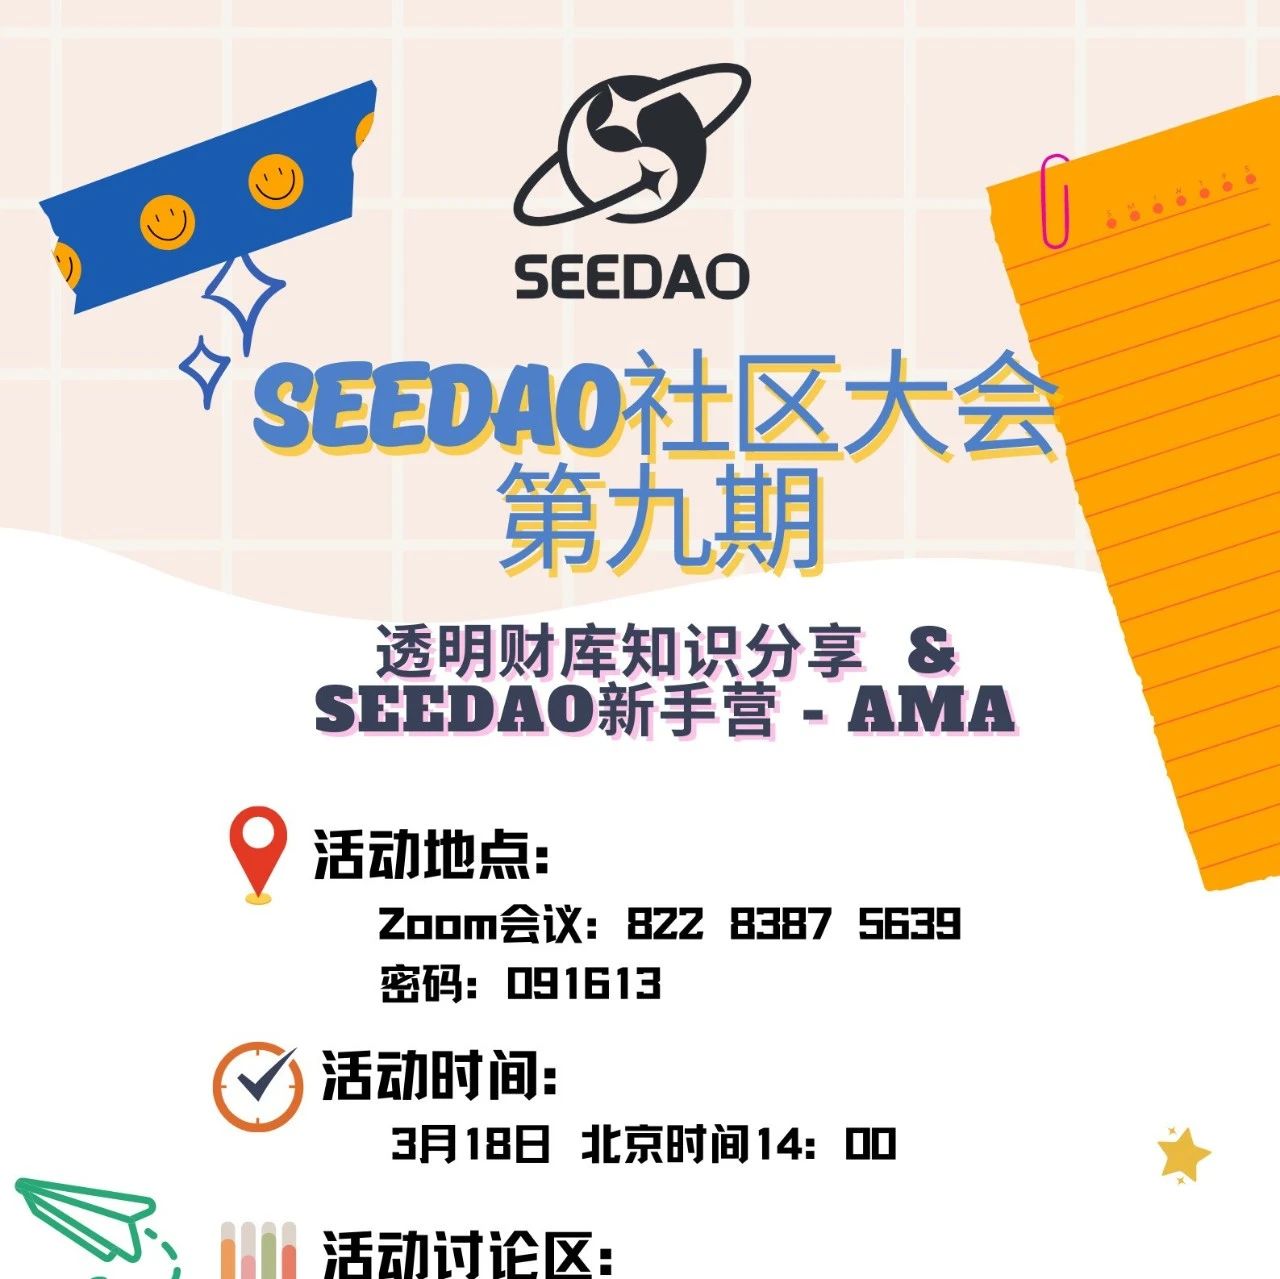 SEEDAO
SEEDAO社区大会
第九期
透明财库知识分享 &
SEEDAO新手营 - AMA
活动地点:
Zoom会议: 822 8387 5639
密码: 091613
活动时间:
3月18日 北京时间14: 00
活动讨论区: